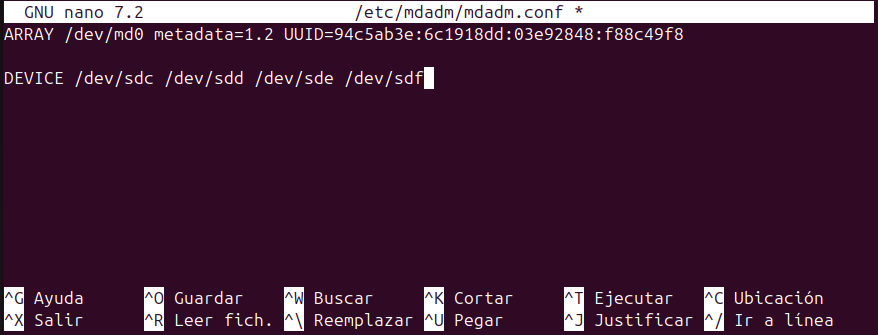 GNU nano 7.2 /etc/mdadm/mdadm.conf *
ARRAY /dev/md0 metadata=1.2 UUID=94c5ab3e:6c1918dd:03e92848:f88c49f8
DEVICE /dev/sdc /dev/sdd /dev/sde /dev/sdf
^G Ayuda ^O Guardar ^W Buscar ^K Cortar ^T Ejecutar ^C Ubicación
^X Salir ^R Leer fich. ^\ Reemplazar ^U Pegar ^J Justificar ^/ Ir a línea